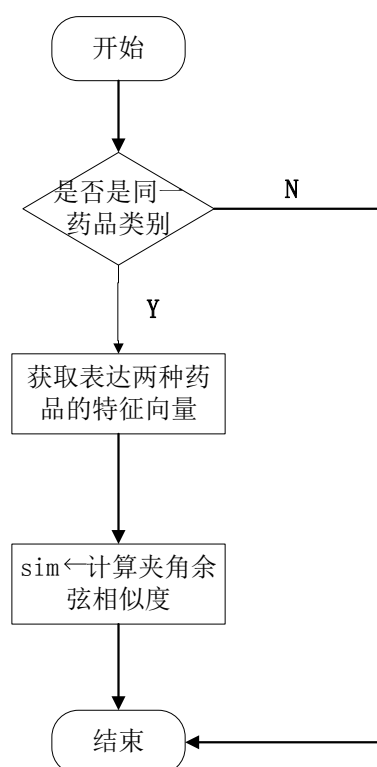 开始
是否是同一
药品类别
N
Y
获取表达两种药
品的特征向量
sim←计算夹角余
弦相似度
结束